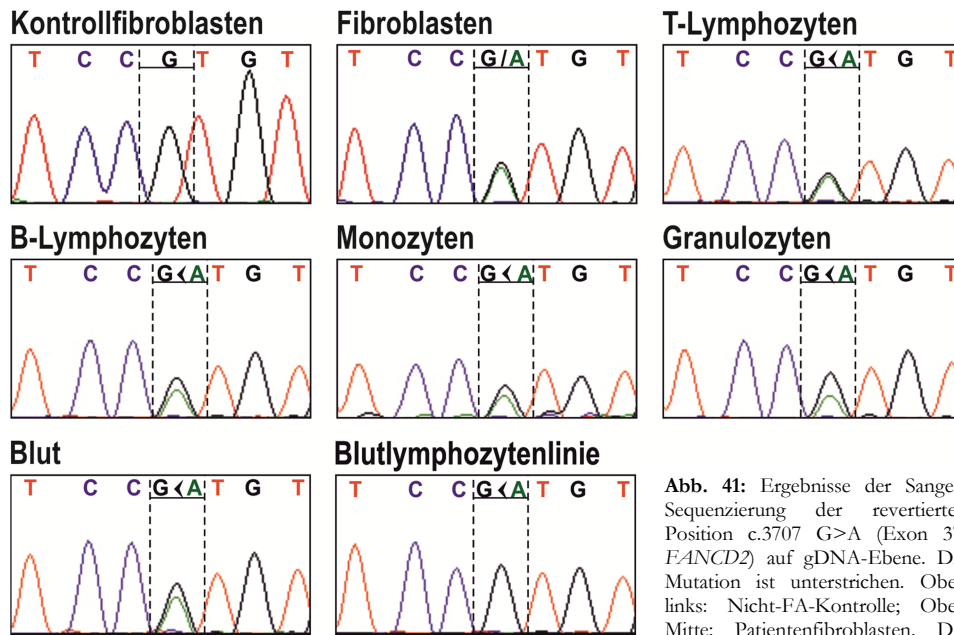 Kontrollfibroblasten
T C C G T G T
Fibroblasten
T C C G/A T G T
T-Lymphozyten
T C C G<A T G T
B-Lymphozyten
T C C G<A T G T
Monozyten
T C C G<A T G T
Granulozyten
T C C G<A T G T
Blut
T C C G<A T G T
Blutlymphozytenlinie
T C C G<A T G T
Abb. 41: Ergebnisse der Sange
Sequenzierung der revertierte
Position c.3707 G>A (Exon 37
FANCD2) auf gDNA-Ebene. D
Mutation ist unterstrichen. Obe
links: Nicht-FA-Kontrolle; Obe
Mitte: Patientenfibroblasten. D